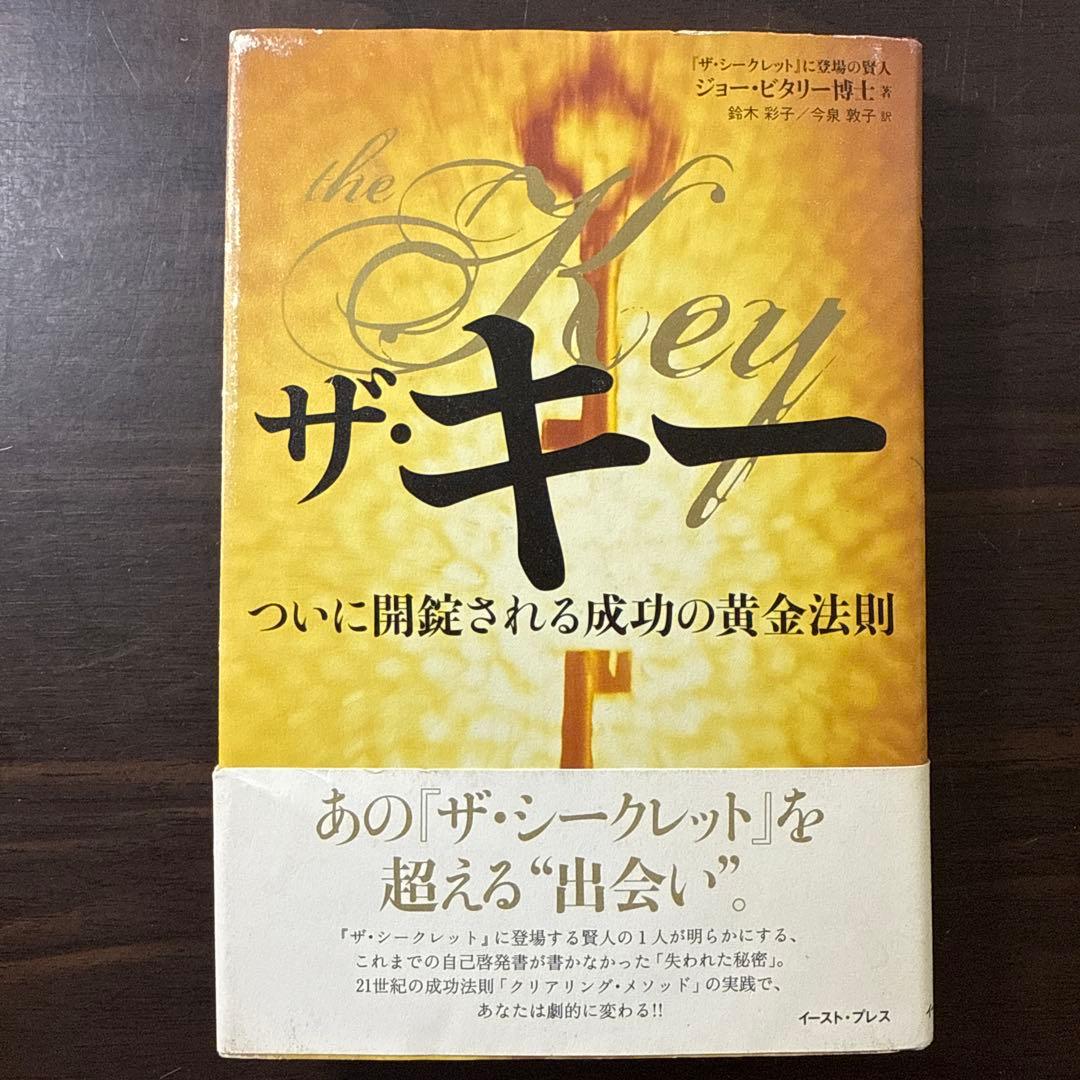 『ザ・シークレット』に登場の賢人
ジョー・ビタリー博士 著
鈴木 彩子／今泉 敦子 訳
the Key
ザ・キー
ついに開錠される成功の黄金法則
あの『ザ・シークレット』を
超える“出会い”。
『ザ・シークレット』に登場する賢人の1人が明らかにする、
これまでの自己啓発書が書かなかった「失われた秘密」。
21世紀の成功法則「クリアリング・メソッド」の実践で、
あなたは劇的に変わる!!
イースト・プレス